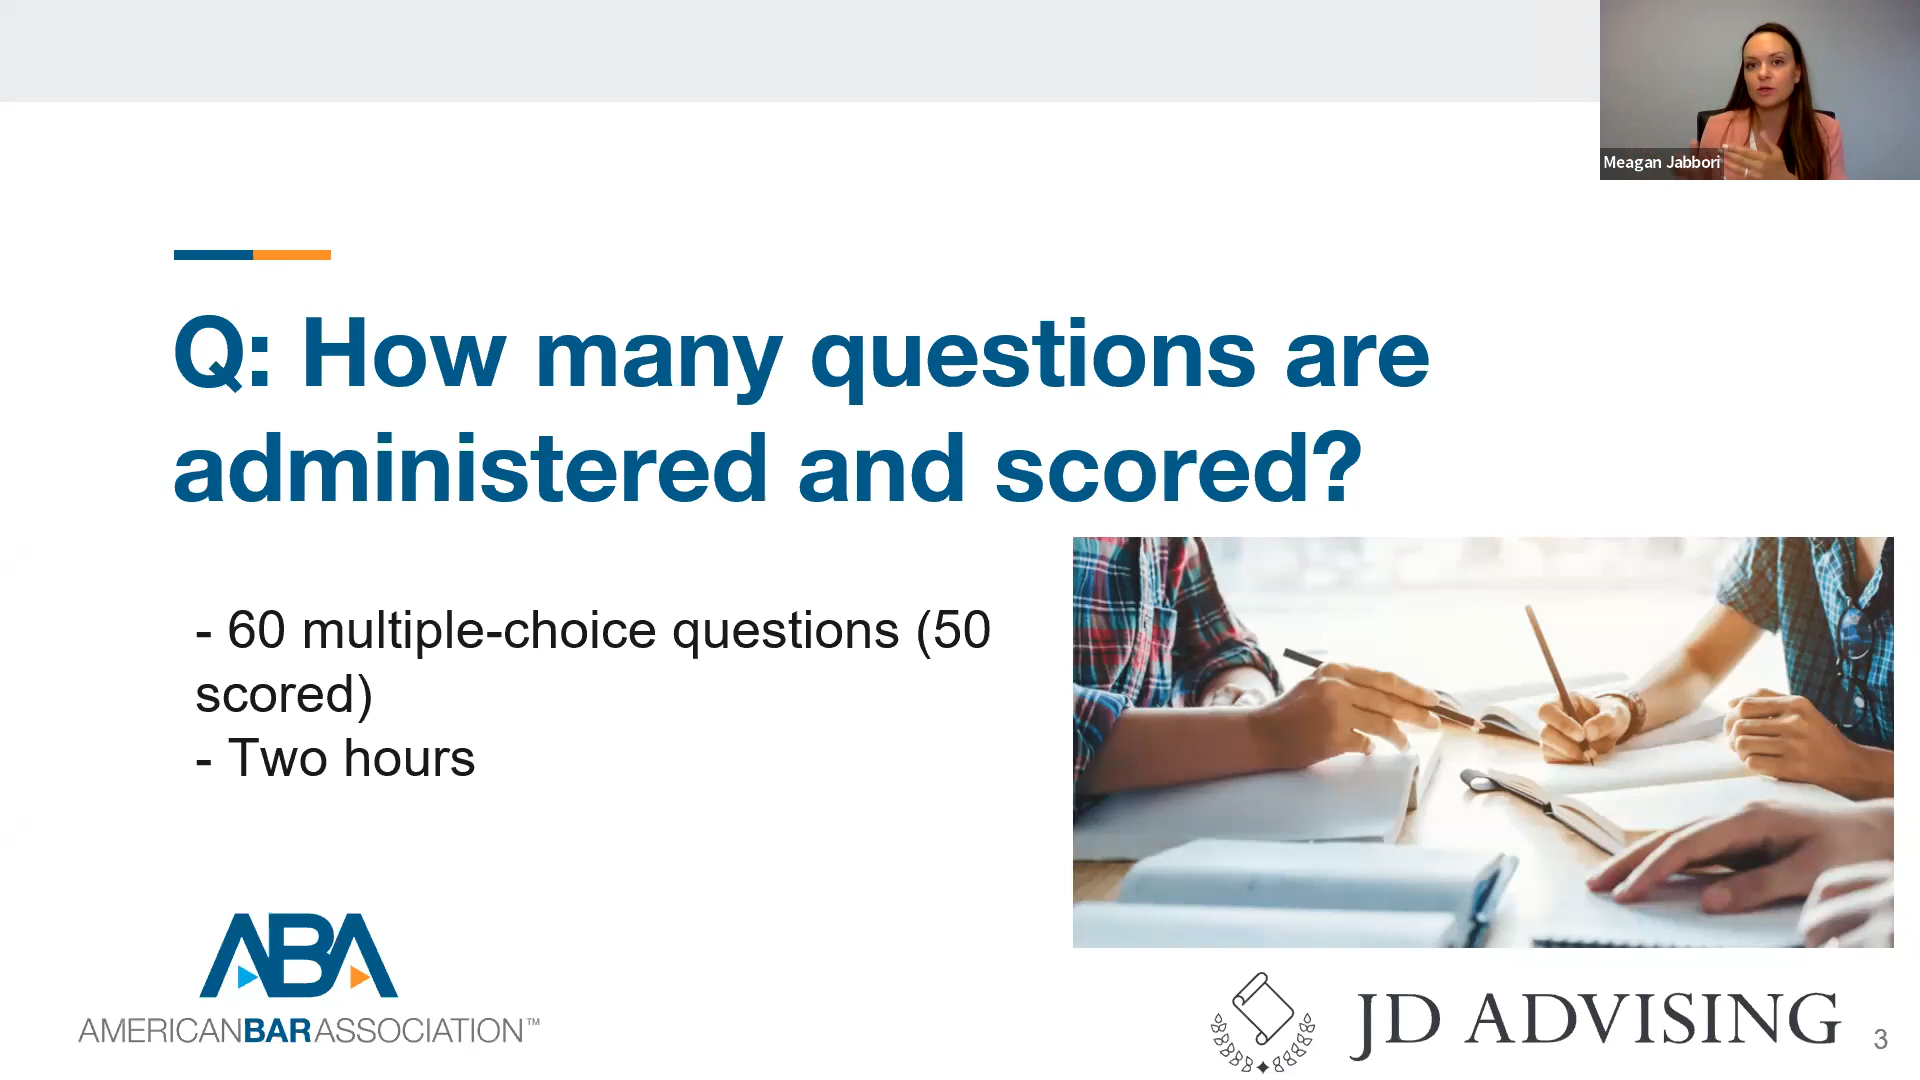 Meagan Jabbori
Q: How many questions are
administered and scored?
- 60 multiple-choice questions (50
scored)
- Two hours
ABA
AMERICANBARASSOCIATION™
JD ADVISING
3